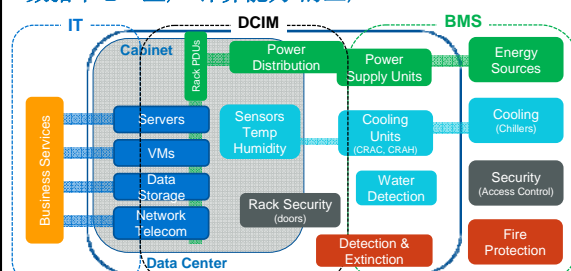 IT
DCIM
BMS
Cabinet
Rack PDUs
Power
Distribution
Power
Supply Units
Energy
Sources
Business Services
Servers
VMs
Data
Storage
Network
Telecom
Sensors
Temp
Humidity
Cooling
Units
(CRAC, CRAH)
Cooling
(Chillers)
Water
Detection
Security
(Access Control)
Rack Security
(doors)
Detection &
Extinction
Fire
Protection
Data Center